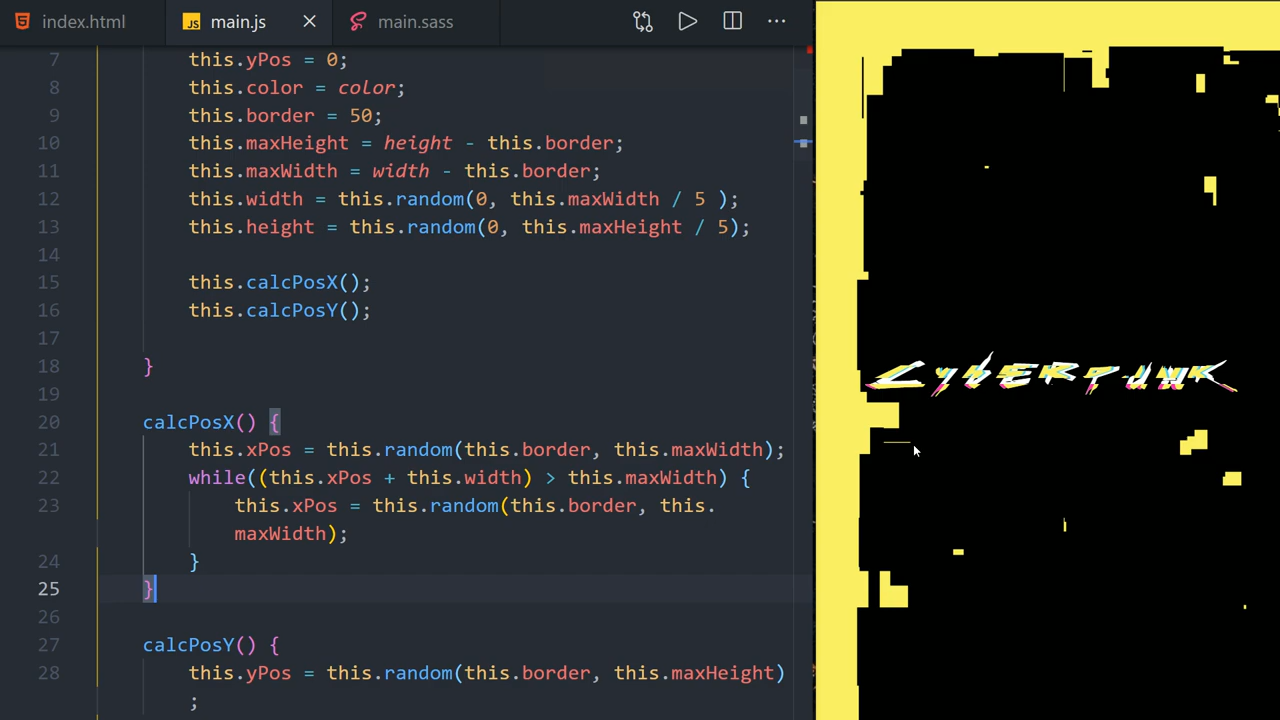 index.html
JS main.js
main.sass
7 this.yPos = 0;
8 this.color = color;
9 this.border = 50;
10 this.maxHeight = height - this.border;
11 this.maxWidth = width - this.border;
12 this.width = this.random(0, this.maxWidth / 5 );
13 this.height = this.random(0, this.maxHeight / 5);
14
15 this.calcPosX();
16 this.calcPosY();
17
18 }
19
20 calcPosX() {
21 this.xPos = this.random(this.border, this.maxWidth);
22 while((this.xPos + this.width) > this.maxWidth) {
23 this.xPos = this.random(this.border, this.
maxWidth);
24 }
25 }
26
27 calcPosY() {
28 this.yPos = this.random(this.border, this.maxHeight)
;
CYBERPUNK